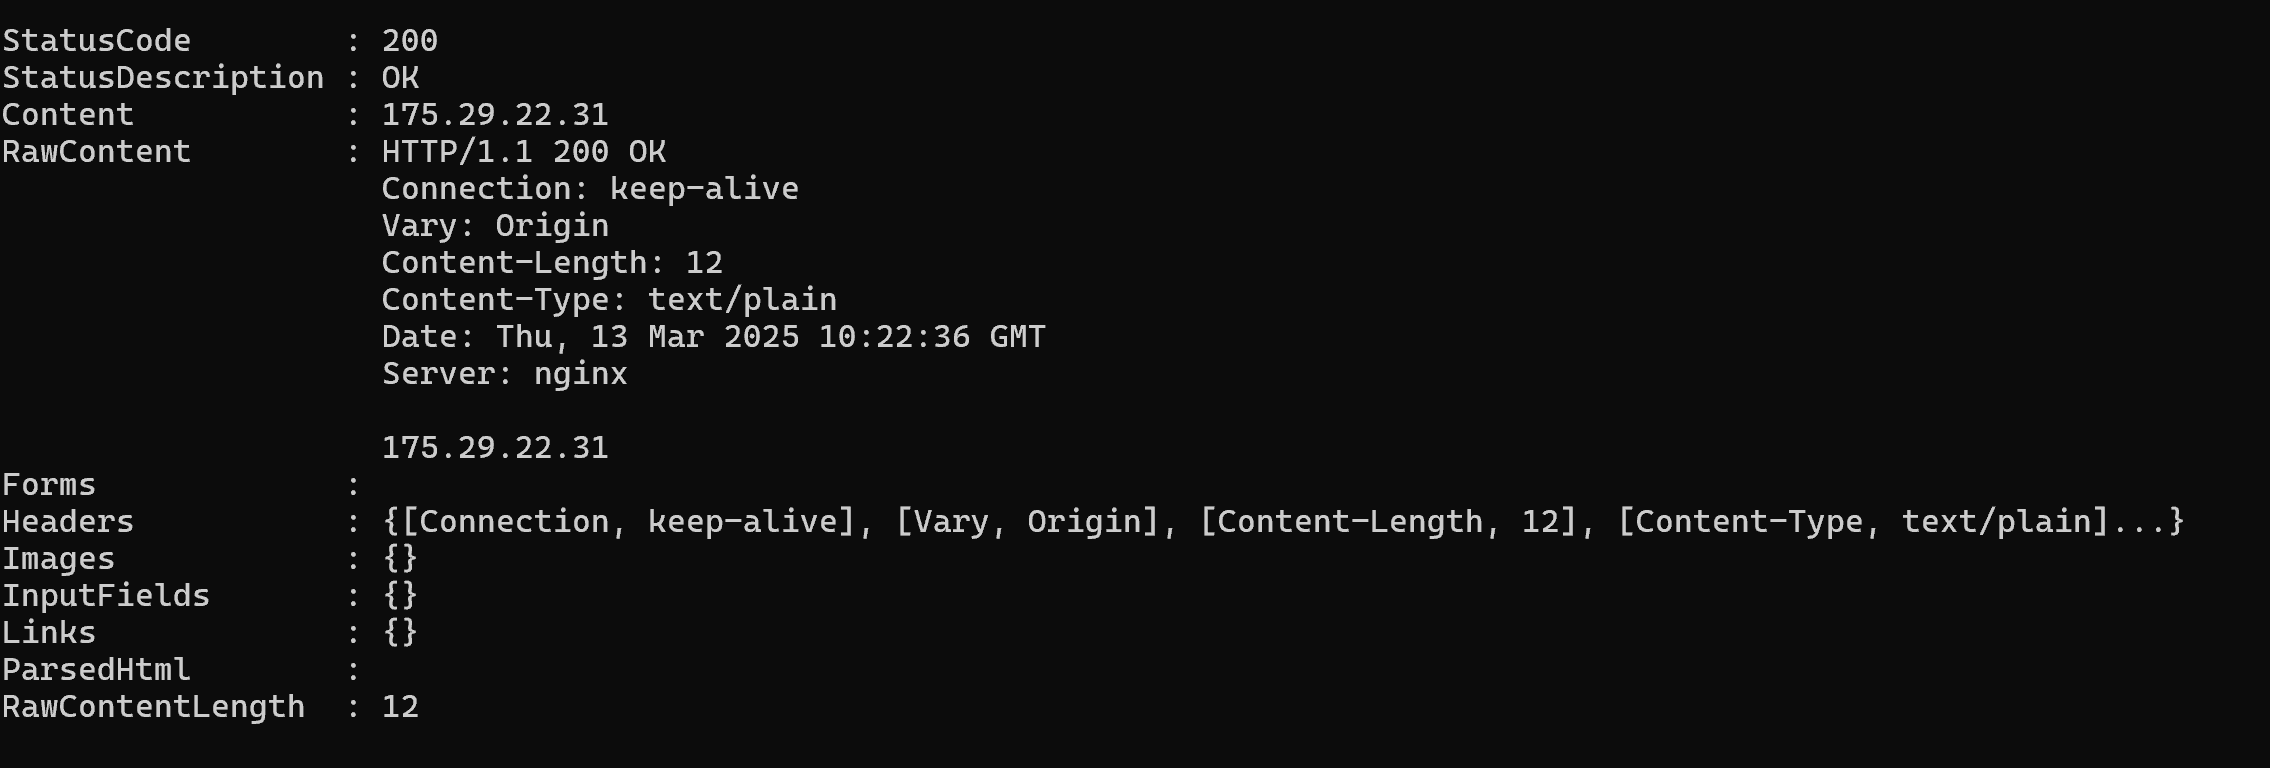 StatusCode        : 200
StatusDescription : OK
Content           : 175.29.22.31
RawContent        : HTTP/1.1 200 OK
                    Connection: keep-alive
                    Vary: Origin
                    Content-Length: 12
                    Content-Type: text/plain
                    Date: Thu, 13 Mar 2025 10:22:36 GMT
                    Server: nginx

                    175.29.22.31
Forms             :
Headers           : {[Connection, keep-alive], [Vary, Origin], [Content-Length, 12], [Content-Type, text/plain]...}
Images            : {}
InputFields       : {}
Links             : {}
ParsedHtml        :
RawContentLength  : 12